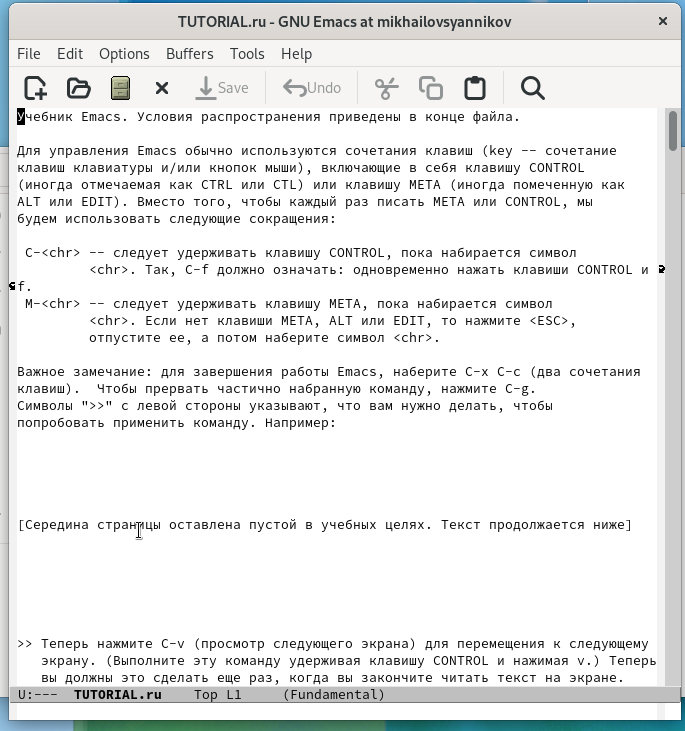 TUTORIAL.ru - GNU Emacs at mikhailovsyannikov
File Edit Options Buffers Tools Help
Save Undo
Учебник Emacs. Условия распространения приведены в конце файла.
Для управления Emacs обычно используются сочетания клавиш (key -- сочетание
клавиш клавиатуры и/или кнопок мыши), включающие в себя клавишу CONTROL
(иногда отмечаемая как CTRL или CTL) или клавишу META (иногда помеченную как
ALT или EDIT). Вместо того, чтобы каждый раз писать META или CONTROL, мы
будем использовать следующие сокращения:
C-<chr> -- следует удерживать клавишу CONTROL, пока набирается символ
<chr>. Так, C-f должно означать: одновременно нажать клавиши CONTROL и
f.
M-<chr> -- следует удерживать клавишу META, пока набирается символ
<chr>. Если нет клавиши META, ALT или EDIT, то нажмите <ESC>,
отпустите ее, а потом наберите символ <chr>.
Важное замечание: для завершения работы Emacs, наберите C-x C-c (два сочетания
клавиш).  Чтобы прервать частично набранную команду, нажмите C-g.
Символы ">>" с левой стороны указывают, что вам нужно делать, чтобы
попробовать применить команду. Например:
[Середина страницы оставлена пустой в учебных целях. Текст продолжается ниже]
>> Теперь нажмите C-v (просмотр следующего экрана) для перемещения к следующему
экрану. (Выполните эту команду удерживая клавишу CONTROL и нажимая v.) Теперь
вы должны это сделать еще раз, когда вы закончите читать текст на экране.
U:--- TUTORIAL.ru Top L1 (Fundamental)